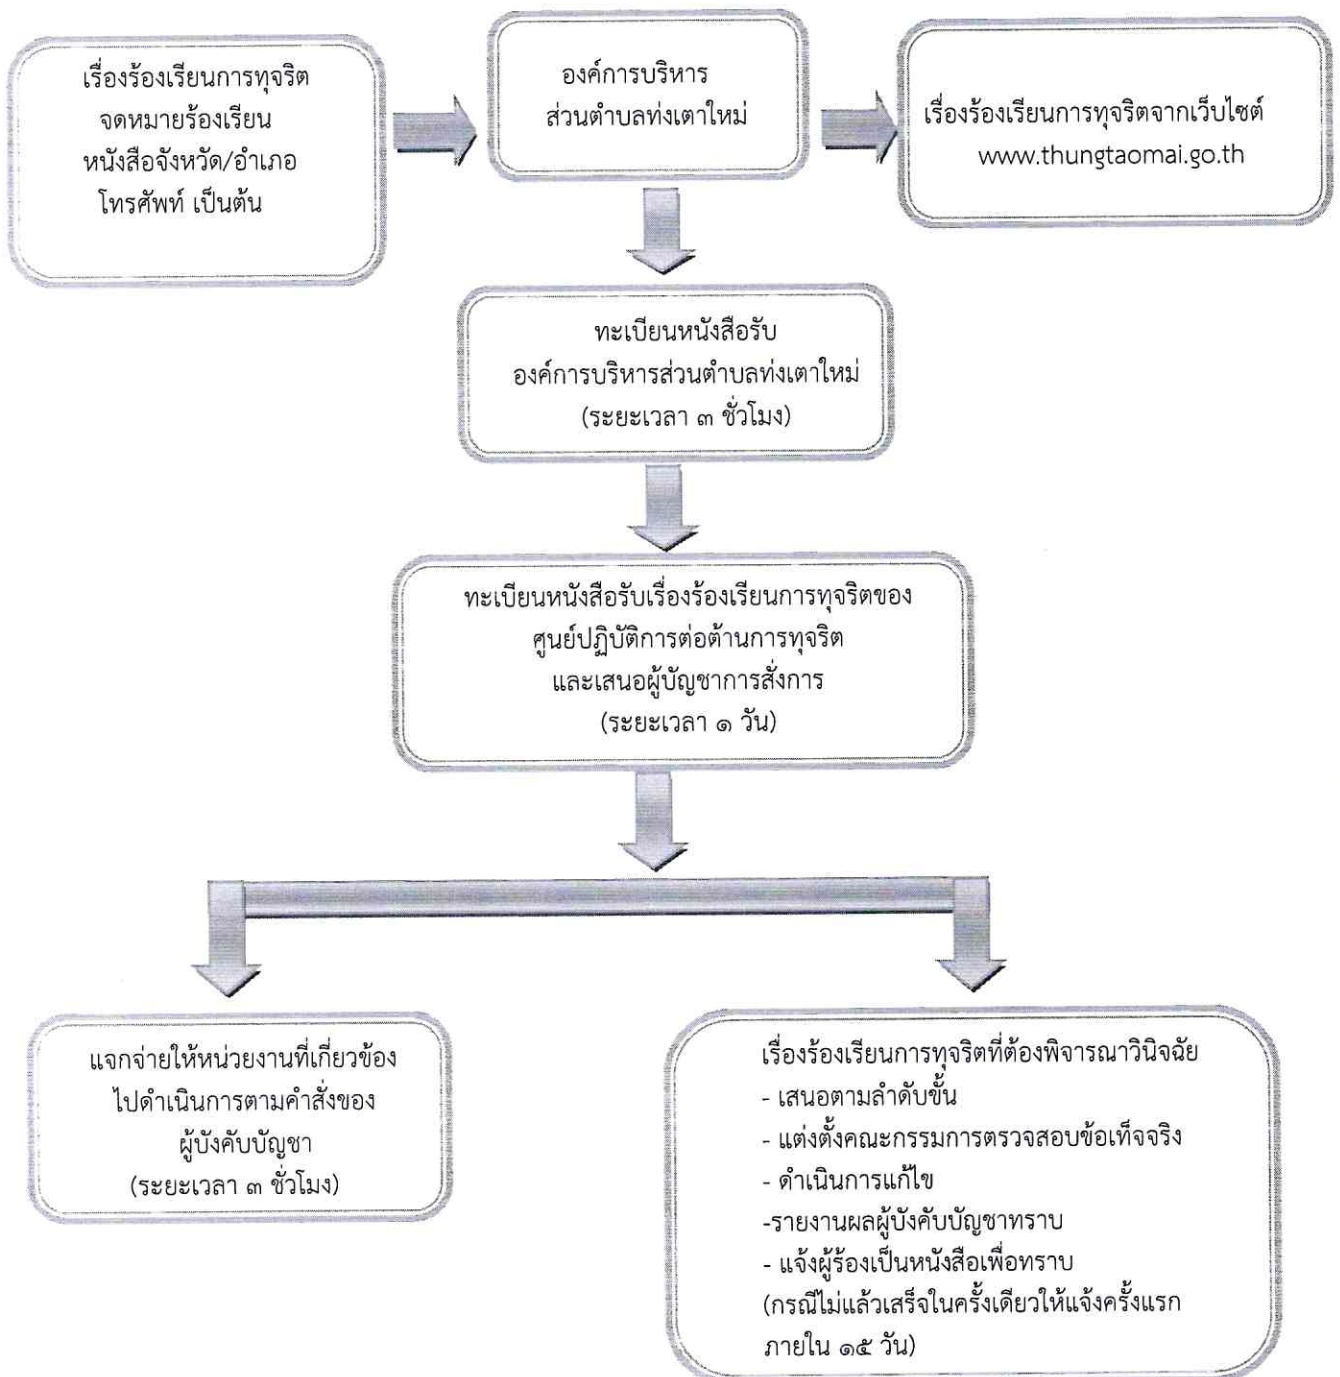 เรื่องร้องเรียนการทุจริต
จดหมายร้องเรียน
หนังสือจังหวัด/อำเภอ
โทรศัพท์ เป็นต้น
องค์การบริหาร
ส่วนตำบลท่งเตาใหม่
เรื่องร้องเรียนการทุจริตจากเว็บไซต์
www.thungtaomai.go.th
ทะเบียนหนังสือรับ
องค์การบริหารส่วนตำบลท่งเตาใหม่
(ระยะเวลา ๓ ชั่วโมง)
ทะเบียนหนังสือรับเรื่องร้องเรียนการทุจริตของ
ศูนย์ปฏิบัติการต่อต้านการทุจริต
และเสนอผู้บัญชาการสั่งการ
(ระยะเวลา ๑ วัน)
แจกจ่ายให้หน่วยงานที่เกี่ยวข้อง
ไปดำเนินการตามคำสั่งของ
ผู้บังคับบัญชา
(ระยะเวลา ๓ ชั่วโมง)
เรื่องร้องเรียนการทุจริตที่ต้องพิจารณาวินิจฉัย
- เสนอตามลำดับขั้น
- แต่งตั้งคณะกรรมการตรวจสอบข้อเท็จจริง
- ดำเนินการแก้ไข
-รายงานผลผู้บังคับบัญชาทราบ
- แจ้งผู้ร้องเป็นหนังสือเพื่อทราบ
(กรณีไม่แล้วเสร็จในครั้งเดียวให้แจ้งครั้งแรก
ภายใน ๑๕ วัน)